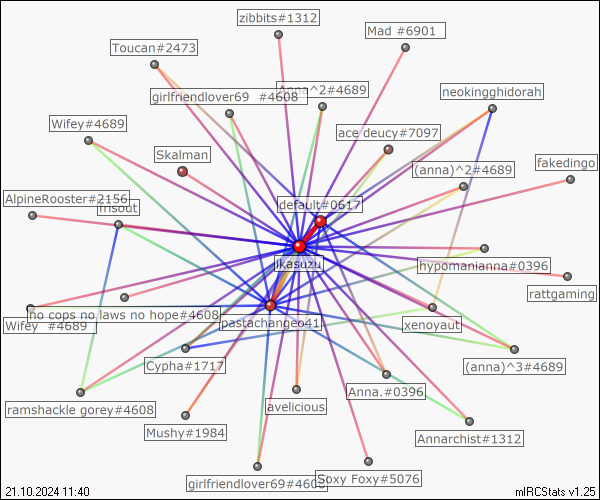 zibbits#1312
Mad #6901
Toucan#2473
neokingghidorah
girlfriendlover69 #4608
Anna^2#4689
Wifey#4689
ace deucy#7097
Skalman
(anna)^2#4689
fakedingo
AlpineRooster#2156
frisout
default#0617
jikasuzu
hypomanianna#0396
rattgaming
no cops no laws no hope#4608
Wifey #4689
pastachangeo41
xenoyaut
Cypha#1717
(anna)^3#4689
Anna.#0396
ramshackle gorey#4608
avelicious
Mushy#1984
Annarchist#1312
girlfriendlover69#4608
Soxy Foxy#5076
21.10.2024 11:40
mIRCStats v1.25